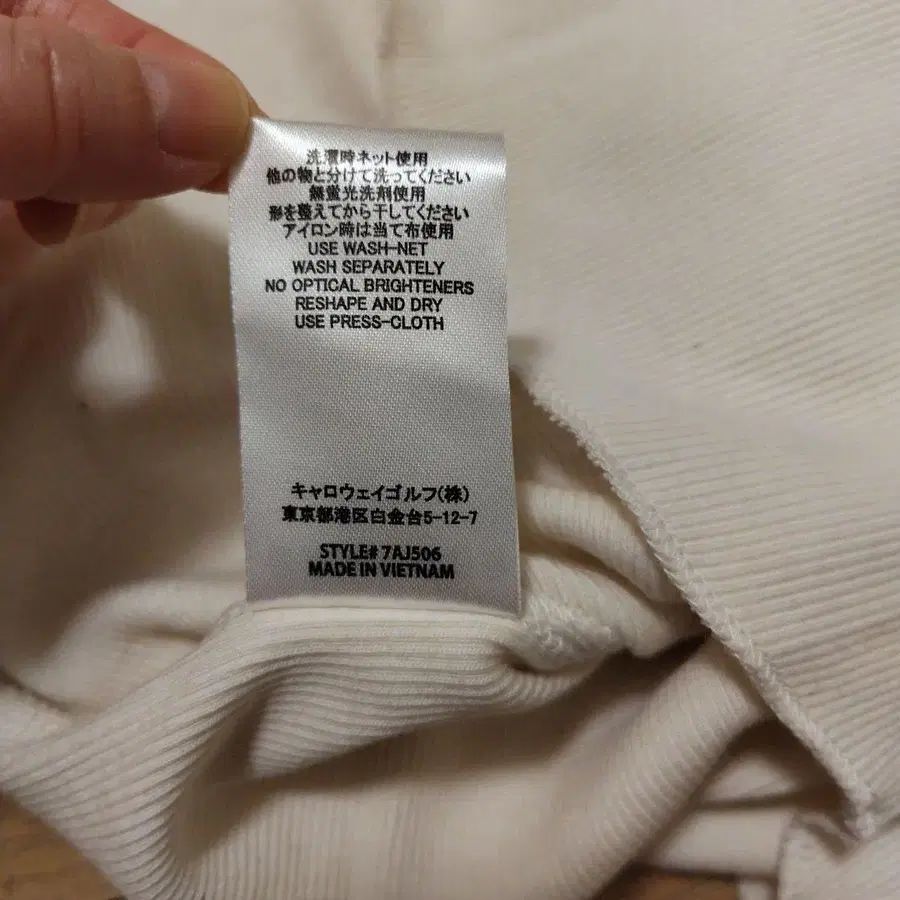 洗濯時ネット使用
他の物と分けて洗ってください
無蛍光洗剤使用
形を整えてから干してください
アイロン時は当て布使用
USE WASH-NET
WASH SEPARATELY
NO OPTICAL BRIGHTENERS
RESHAPE AND DRY
USE PRESS-CLOTH
キャロウェイゴルフ(株)
東京都港区白金台5-12-7
STYLE# 7AJ506
MADE IN VIETNAM